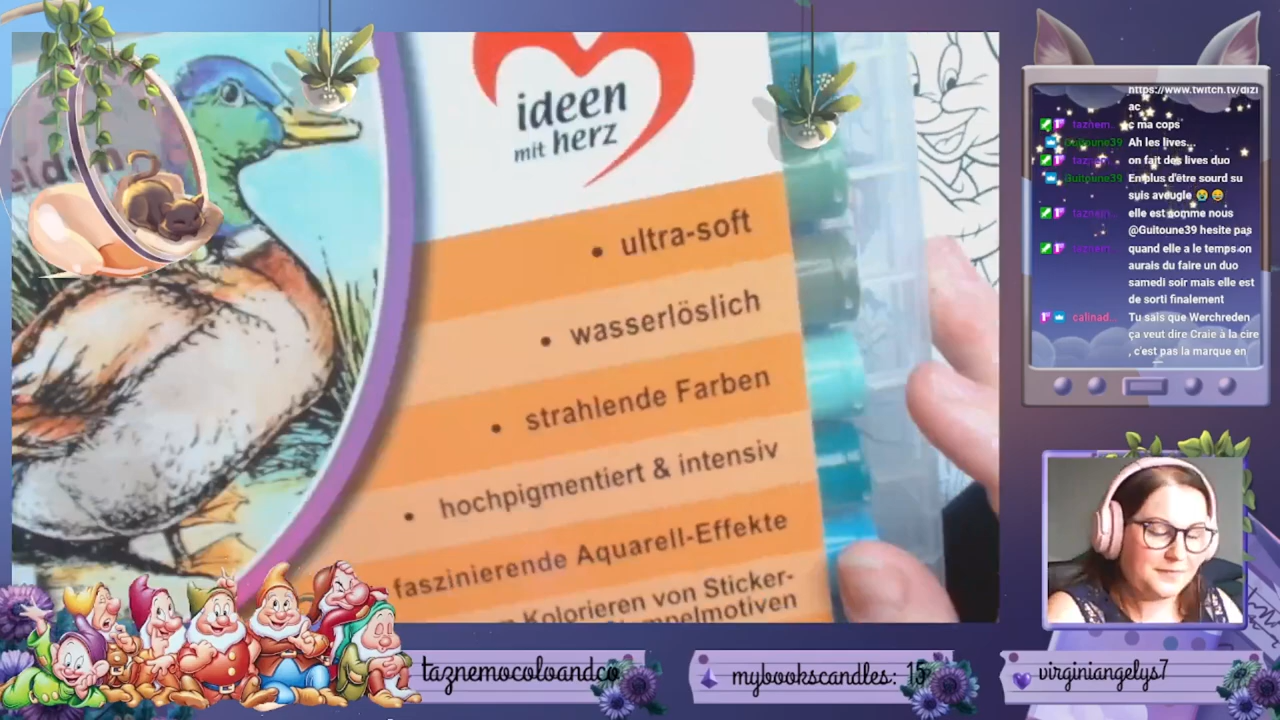 ideen
mit herz
• ultra-soft
• wasserlöslich
• strahlende Farben
• hochpigmentiert & intensiv
faszinierende Aquarell-Effekte
Kolorieren von Sticker-
https://www.twitch.tv/dizi
ac
c ma cops
Guitoune39 Ah les lives...
on fait des lives duo
Guitoune39 En plus d'être sourd su
suis aveugle 😭 😅
elle est comme nous
@Guitoune39 hesite pas
quand elle a le temps on
aurais du faire un duo
samedi soir mais elle est
de sorti finalement
calinad... Tu sais que Werchreden
ça veut dire Craie à la cire
, c'est pas la marque en
taznemocoloandco
mybookscandles: 15
virginiangelys7